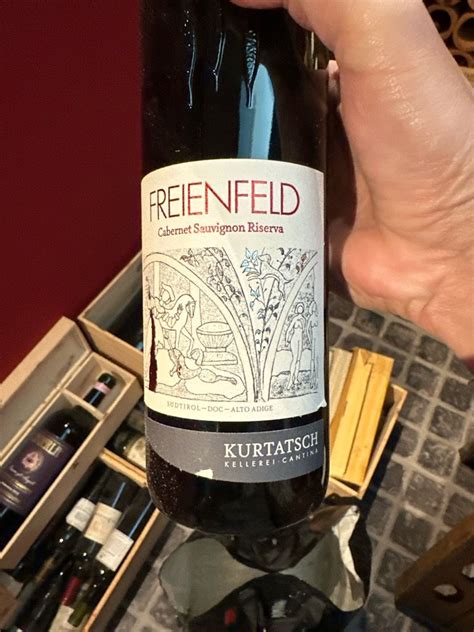 FREIENFELD
Cabernet Sauvignon Riserva
SÜDTIROL-DOC-ALTO ADIGE
KURTATSCH
KELLEREI·CANTINA